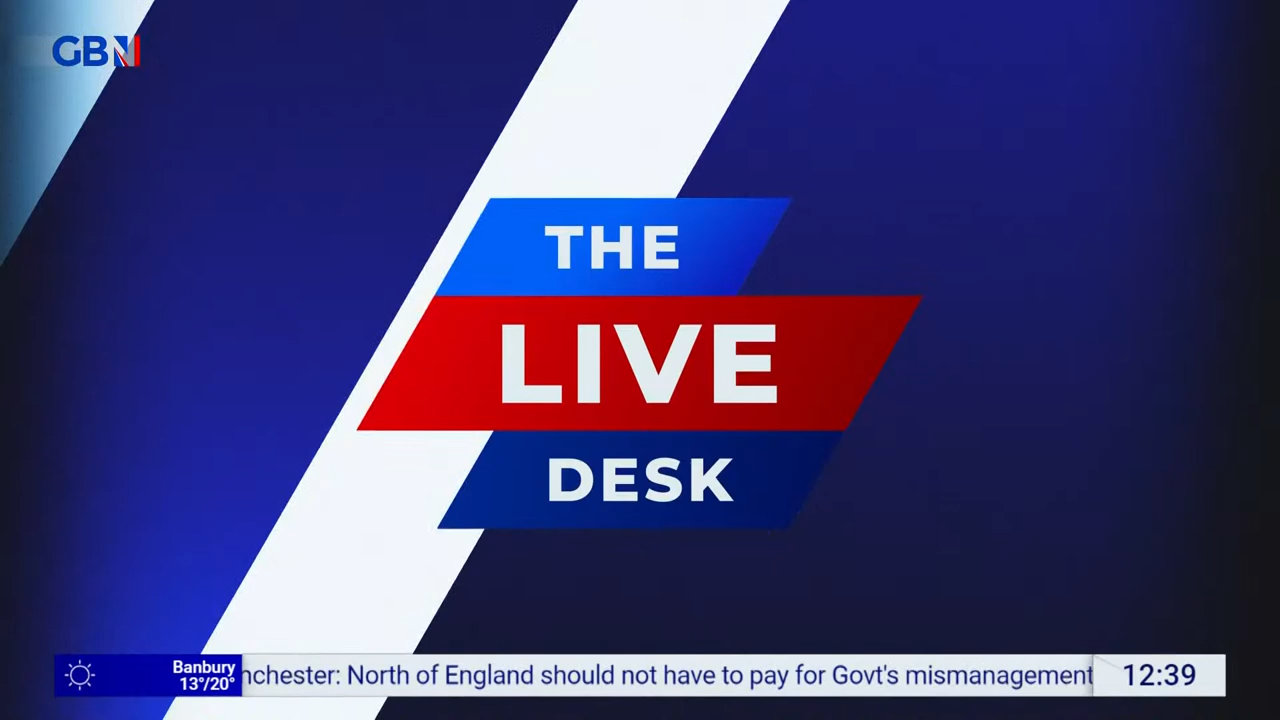 GBN
THE
LIVE
DESK
Banbury
13°/20°
nchester: North of England should not have to pay for Govt's mismanagement
12:39